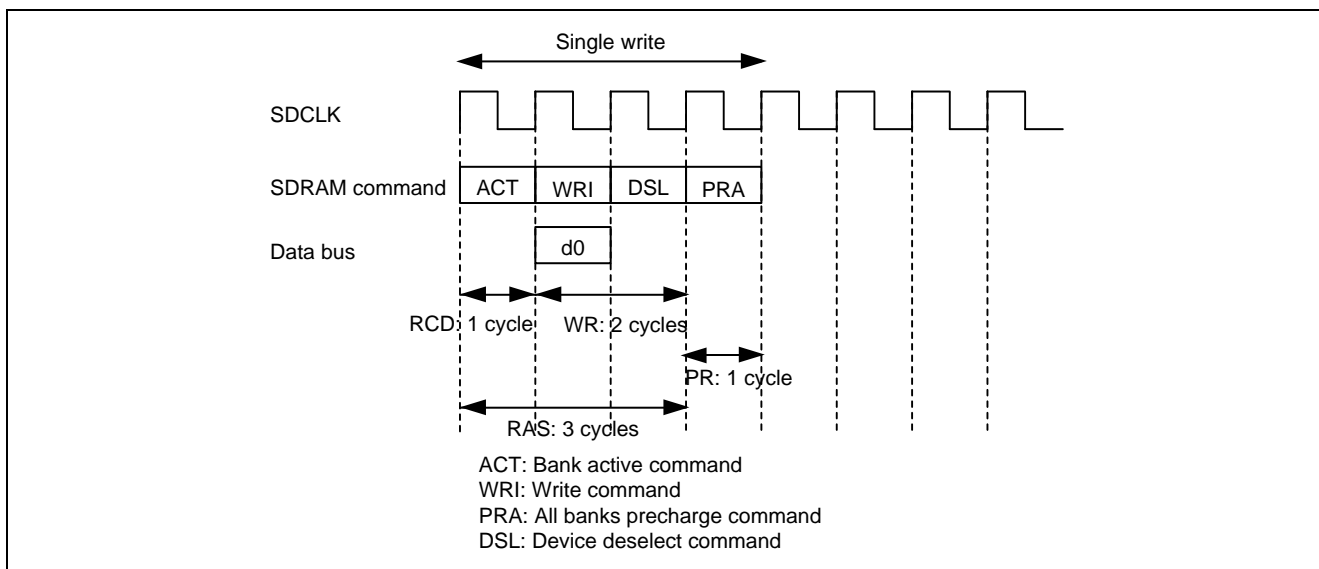 Single write
SDCLK
SDRAM command ACT WRI DSL PRA
Data bus d0
RCD: 1 cycle WR: 2 cycles
PR: 1 cycle
RAS: 3 cycles
ACT: Bank active command
WRI: Write command
PRA: All banks precharge command
DSL: Device deselect command